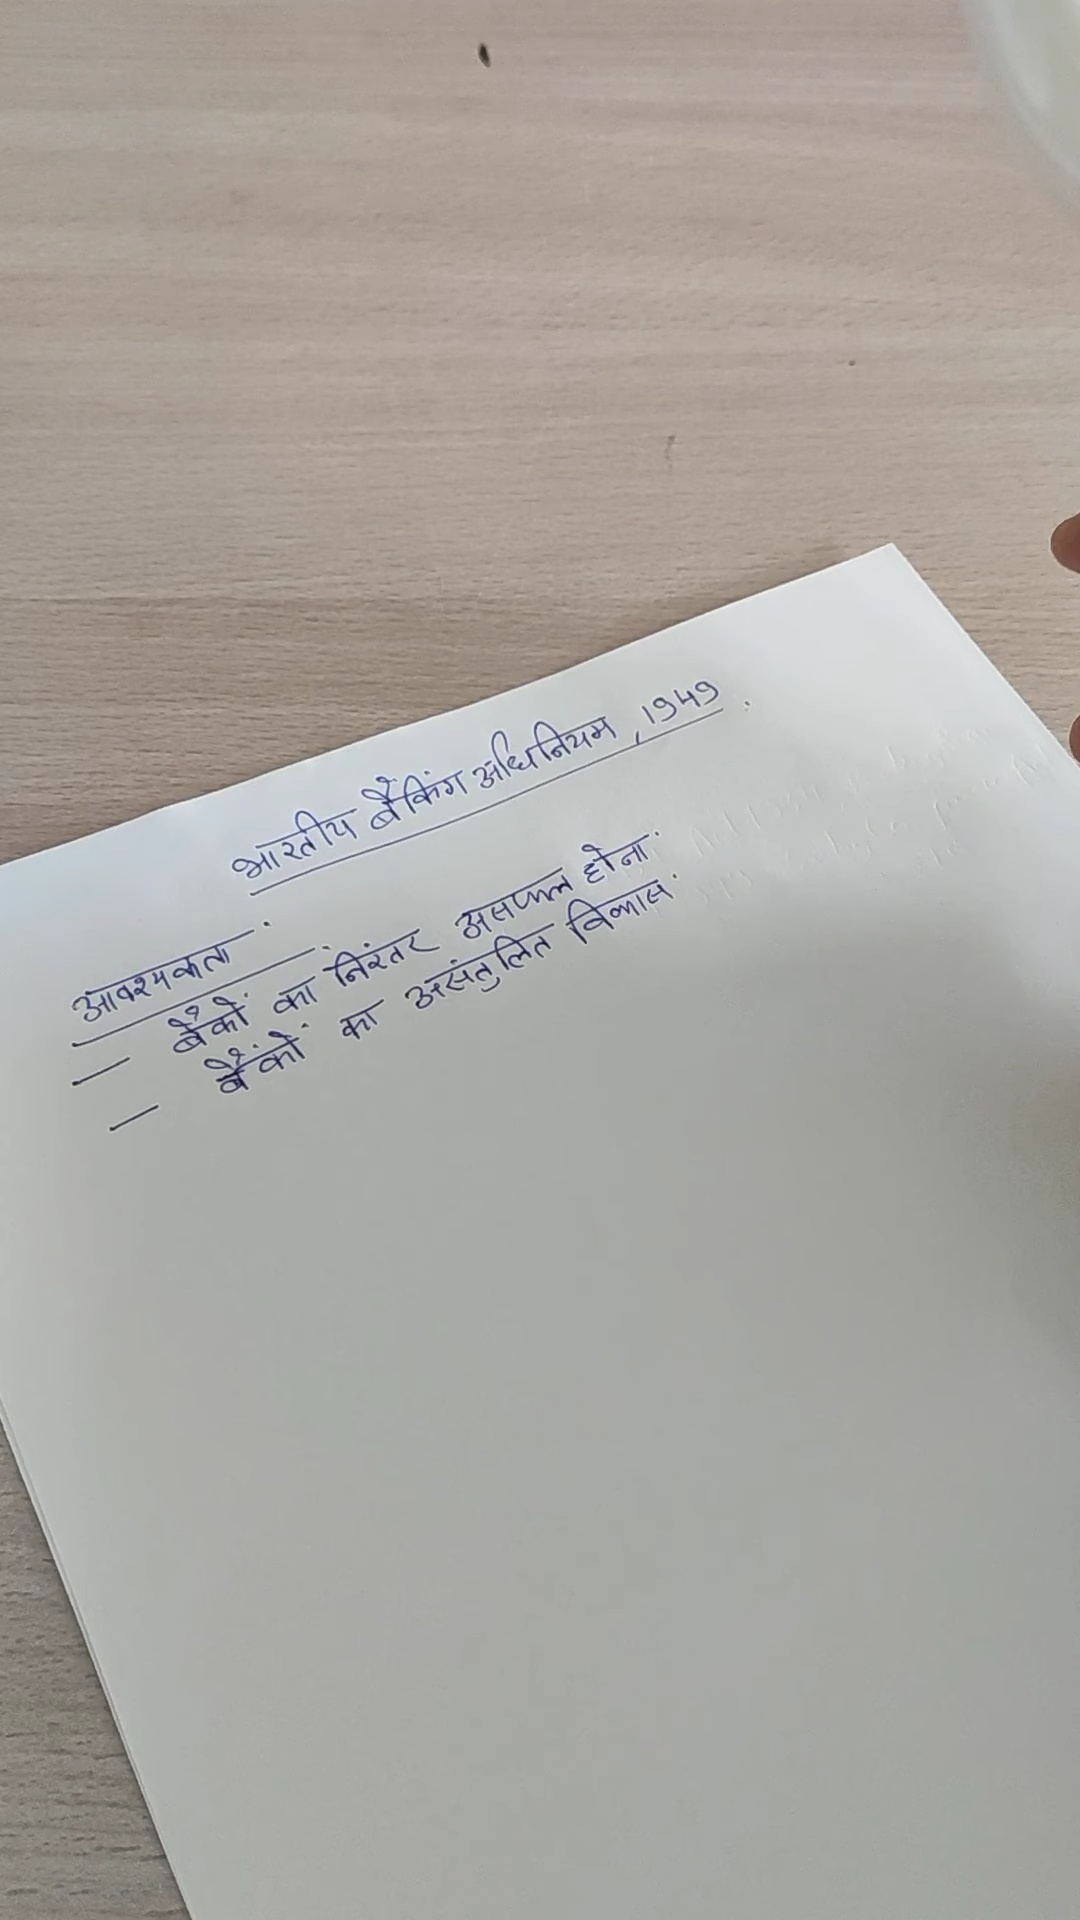 भारतीय बैंकिंग अधिनियम, 1949.
आवश्यकता.
— बैंकों का निरंतर असफल होना.
— बैंकों का असंतुलित विकास.